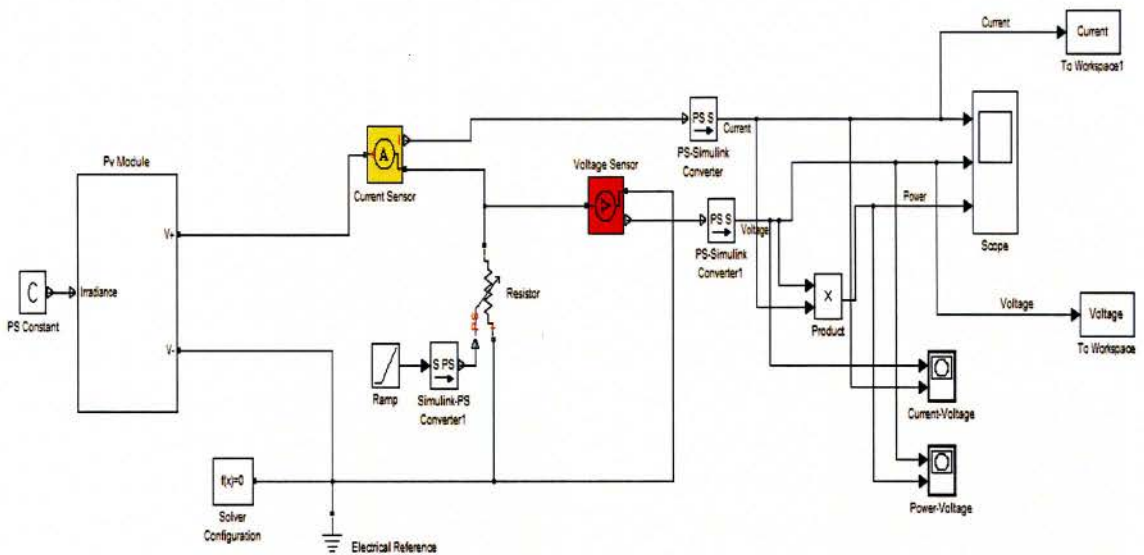 Current
Current
To Workspace1
PS S
Current
PS-Simulink
Converter
Pv Module
A
Current Sensor
Voltage Sensor
V
PS S
Voltage
PS-Simulink
Converter1
Power
Scope
V+
Irradiance
C
PS Constant
V-
Resistor
PS
X
Product
Voltage
Voltage
To Workspace
Ramp
S PS
Simulink-PS
Converter1
Current-Voltage
Power-Voltage
f(x)=0
Solver
Configuration
Electrical Reference